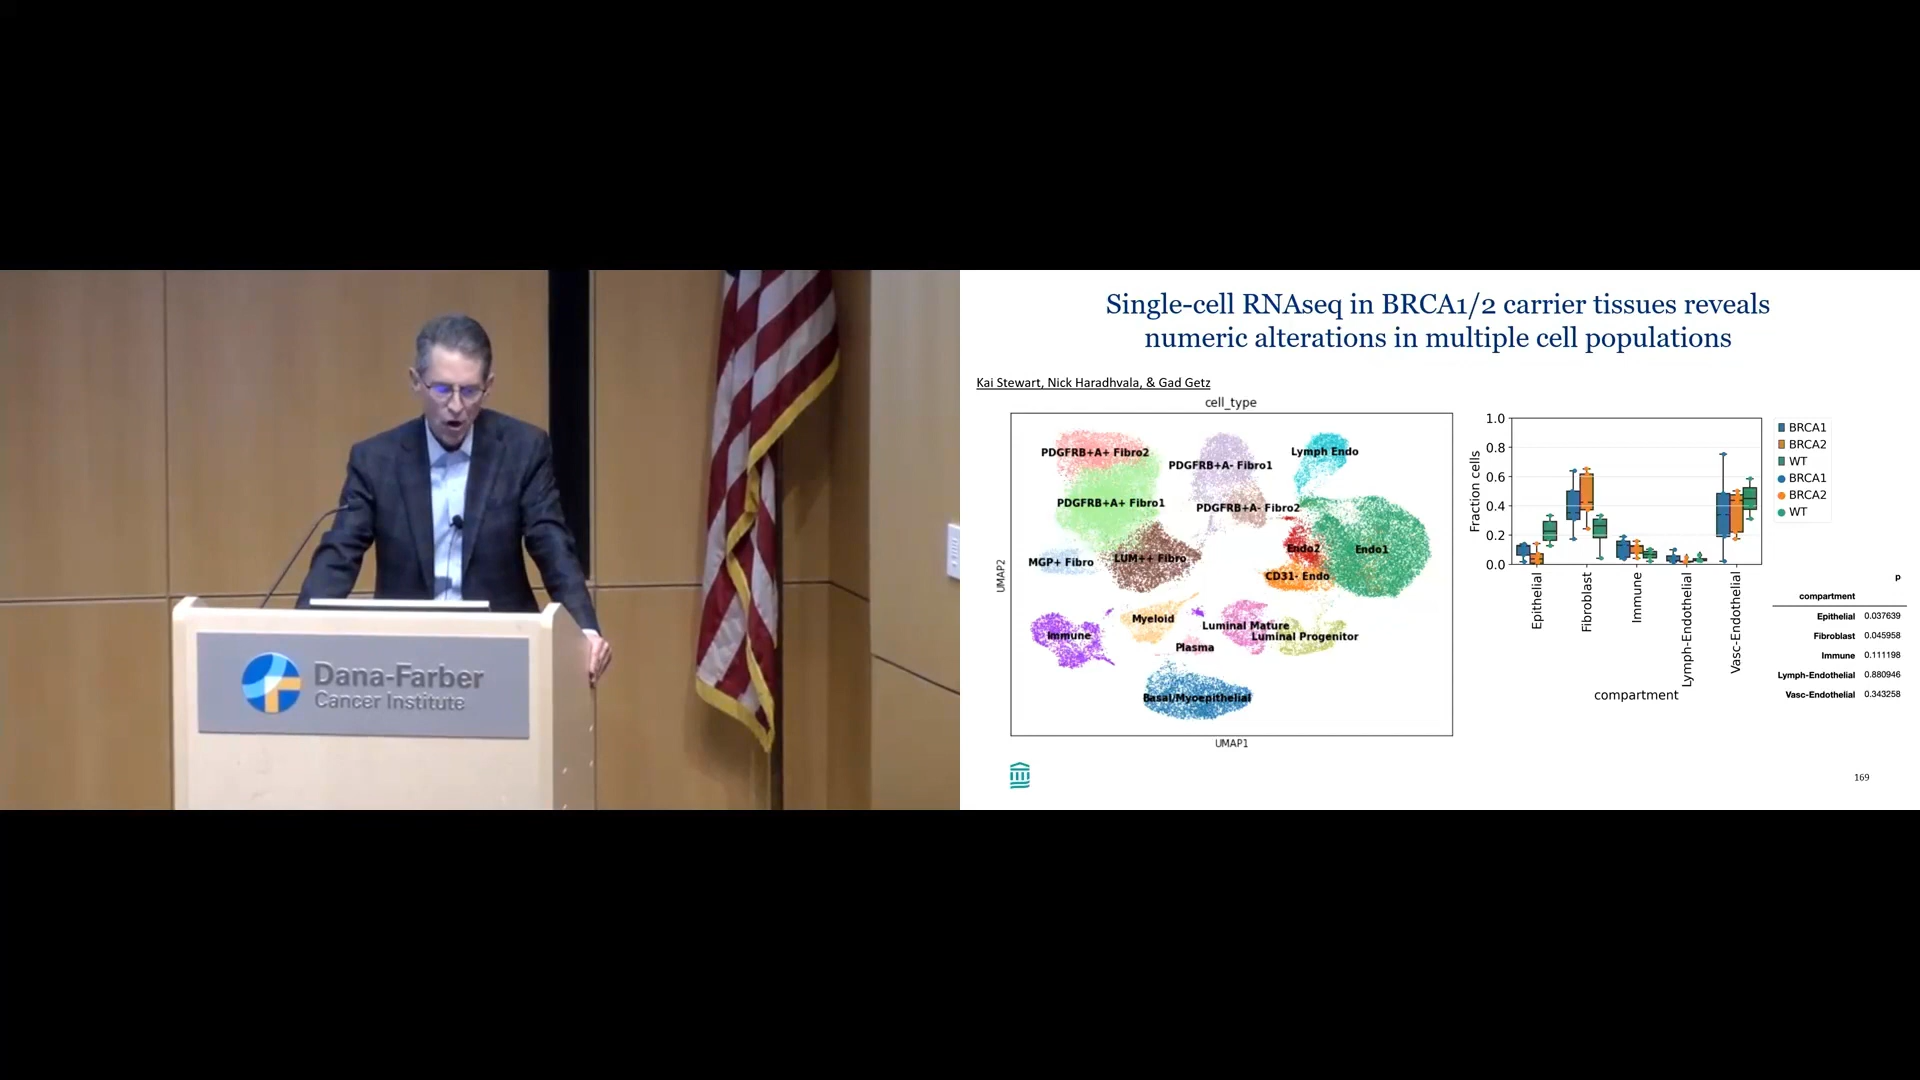 Dana-Farber
Cancer Institute
Single-cell RNAseq in BRCA1/2 carrier tissues reveals
numeric alterations in multiple cell populations
Kai Stewart, Nick Haradhvala, & Gad Getz
cell_type
PDGFRB+A+ Fibro2
PDGFRB+A- Fibro1
Lymph Endo
PDGFRB+A+ Fibro1
PDGFRB+A- Fibro2
MGP+ Fibro
LUM++ Fibro
Endo2
Endo1
CD31- Endo
Immune
Myeloid
Luminal Mature
Luminal Progenitor
Plasma
Basal/Myoepithelial
UMAP2
UMAP1
1.0
0.8
0.6
0.4
0.2
0.0
Fraction cells
Epithelial
Fibroblast
Immune
Lymph-Endothelial
Vasc-Endothelial
compartment
BRCA1
BRCA2
WT
BRCA1
BRCA2
WT
p
compartment
Epithelial 0.037639
Fibroblast 0.045958
Immune 0.111198
Lymph-Endothelial 0.880946
Vasc-Endothelial 0.343258
169